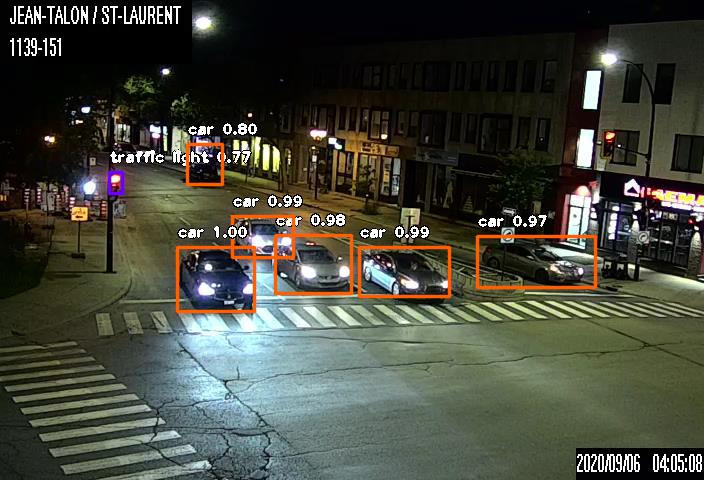 JEAN-TALON / ST-LAURENT
1139-151
car 0.80
traffic light 0.77
car 0.99
car 0.98
car 1.00
car 0.99
car 0.97
2020/09/06 04:05:08